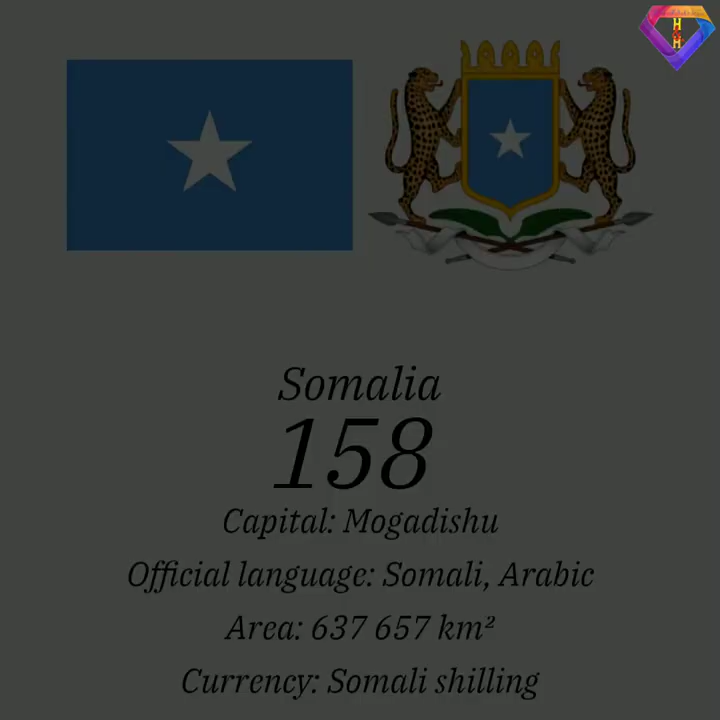 H
&
H
Somalia
158
Capital: Mogadishu
Official language: Somali, Arabic
Area: 637 657 km²
Currency: Somali shilling